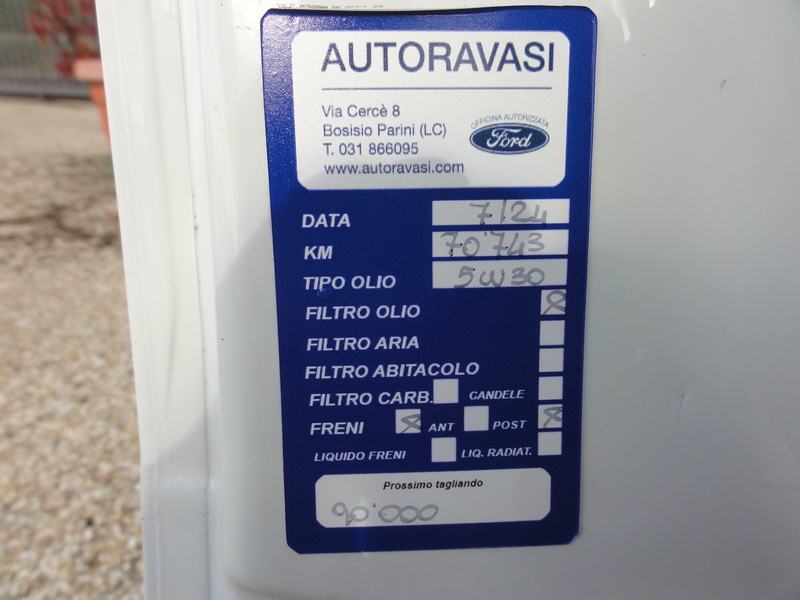 AUTORAVASI
Via Cercè 8
Bosisio Parini (LC)
T. 031 866095
www.autoravasi.com
OFFICINA AUTORIZZATA
Ford
DATA 7/24
KM 70'743
TIPO OLIO 5W30
FILTRO OLIO X
FILTRO ARIA
FILTRO ABITACOLO
FILTRO CARB. CANDELE
FRENI X ANT POST X
LIQUIDO FRENI LIQ. RADIAT.
Prossimo tagliando
90'000